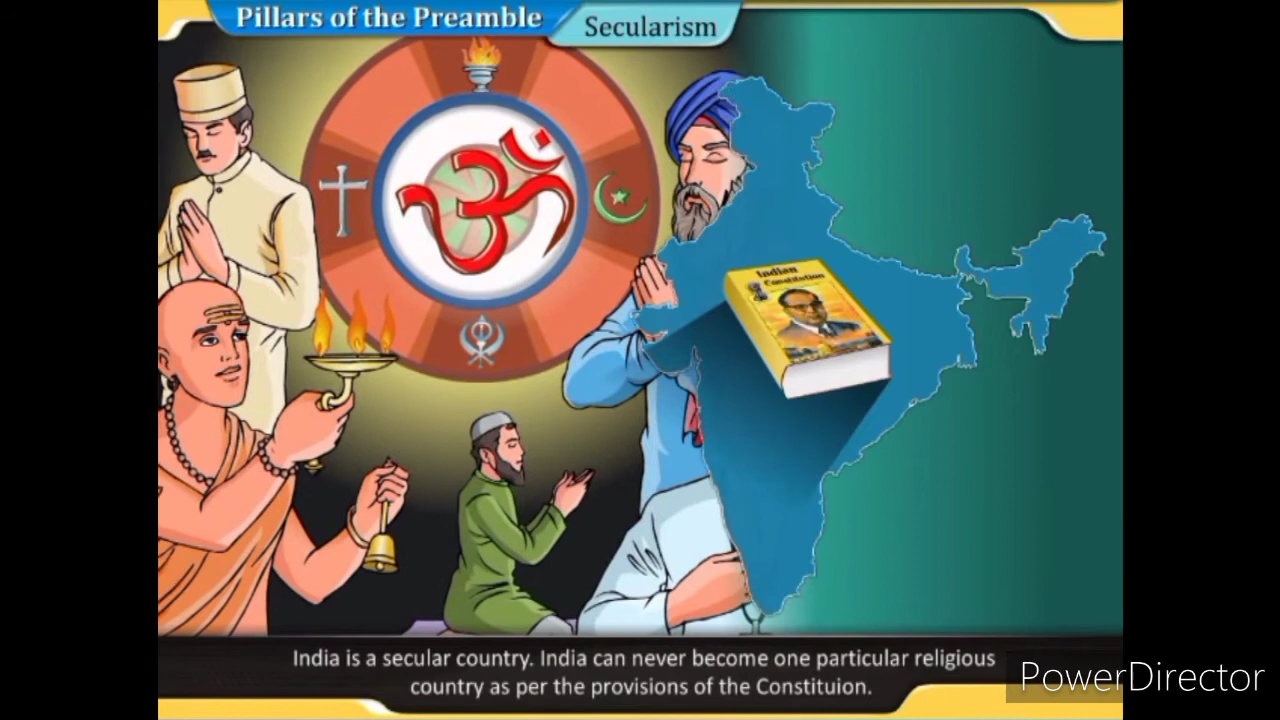 Pillars of the Preamble
Secularism
ॐ
Indian
Constitution
India is a secular country. India can never become one particular religious
country as per the provisions of the Constituion.
PowerDirector